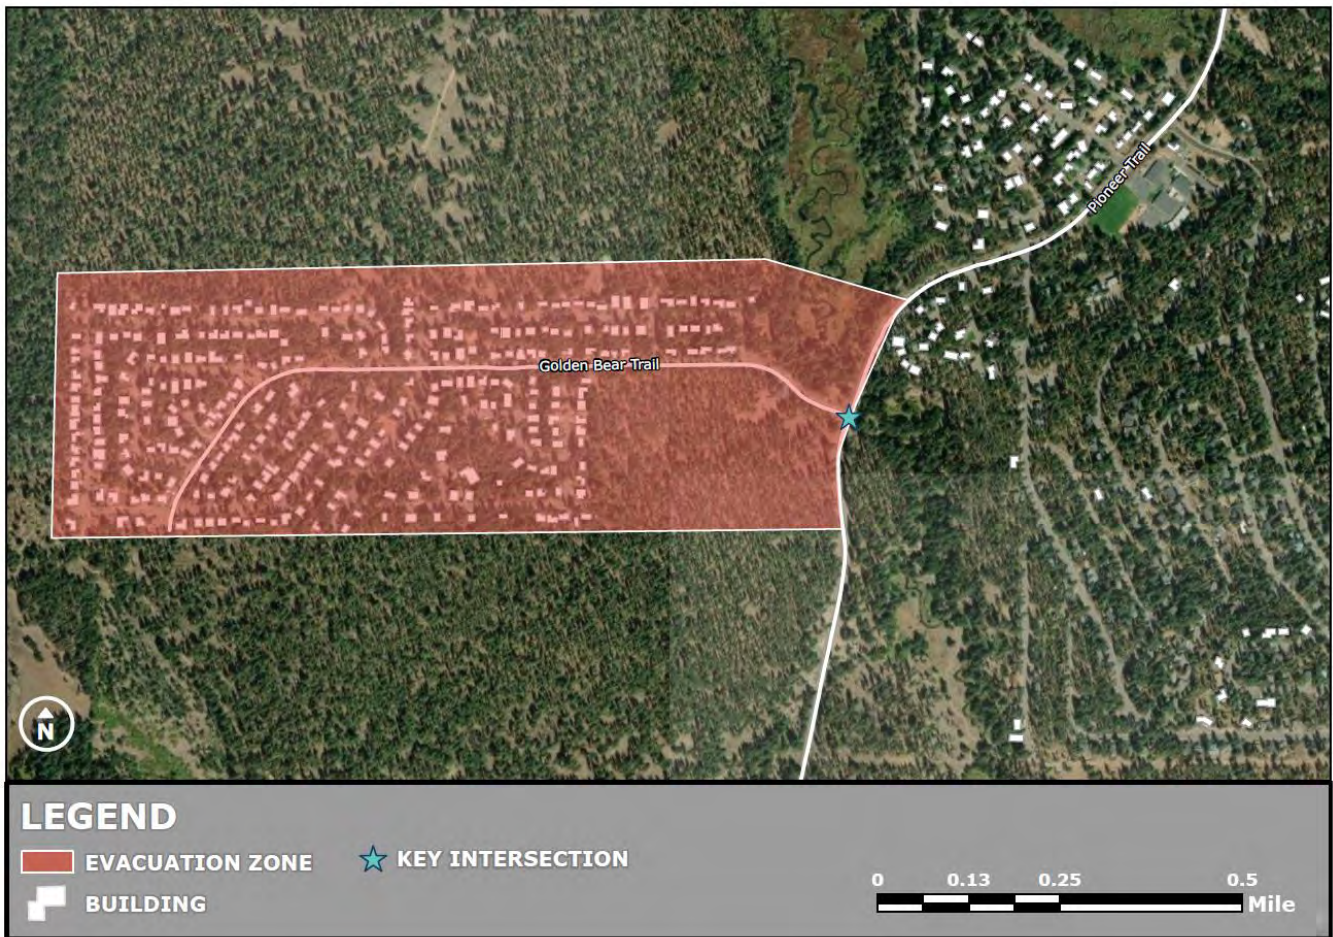 Pioneer Trail
Golden Bear Trail
N
LEGEND
EVACUATION ZONE
KEY INTERSECTION
BUILDING
0 0.13 0.25 0.5
Mile